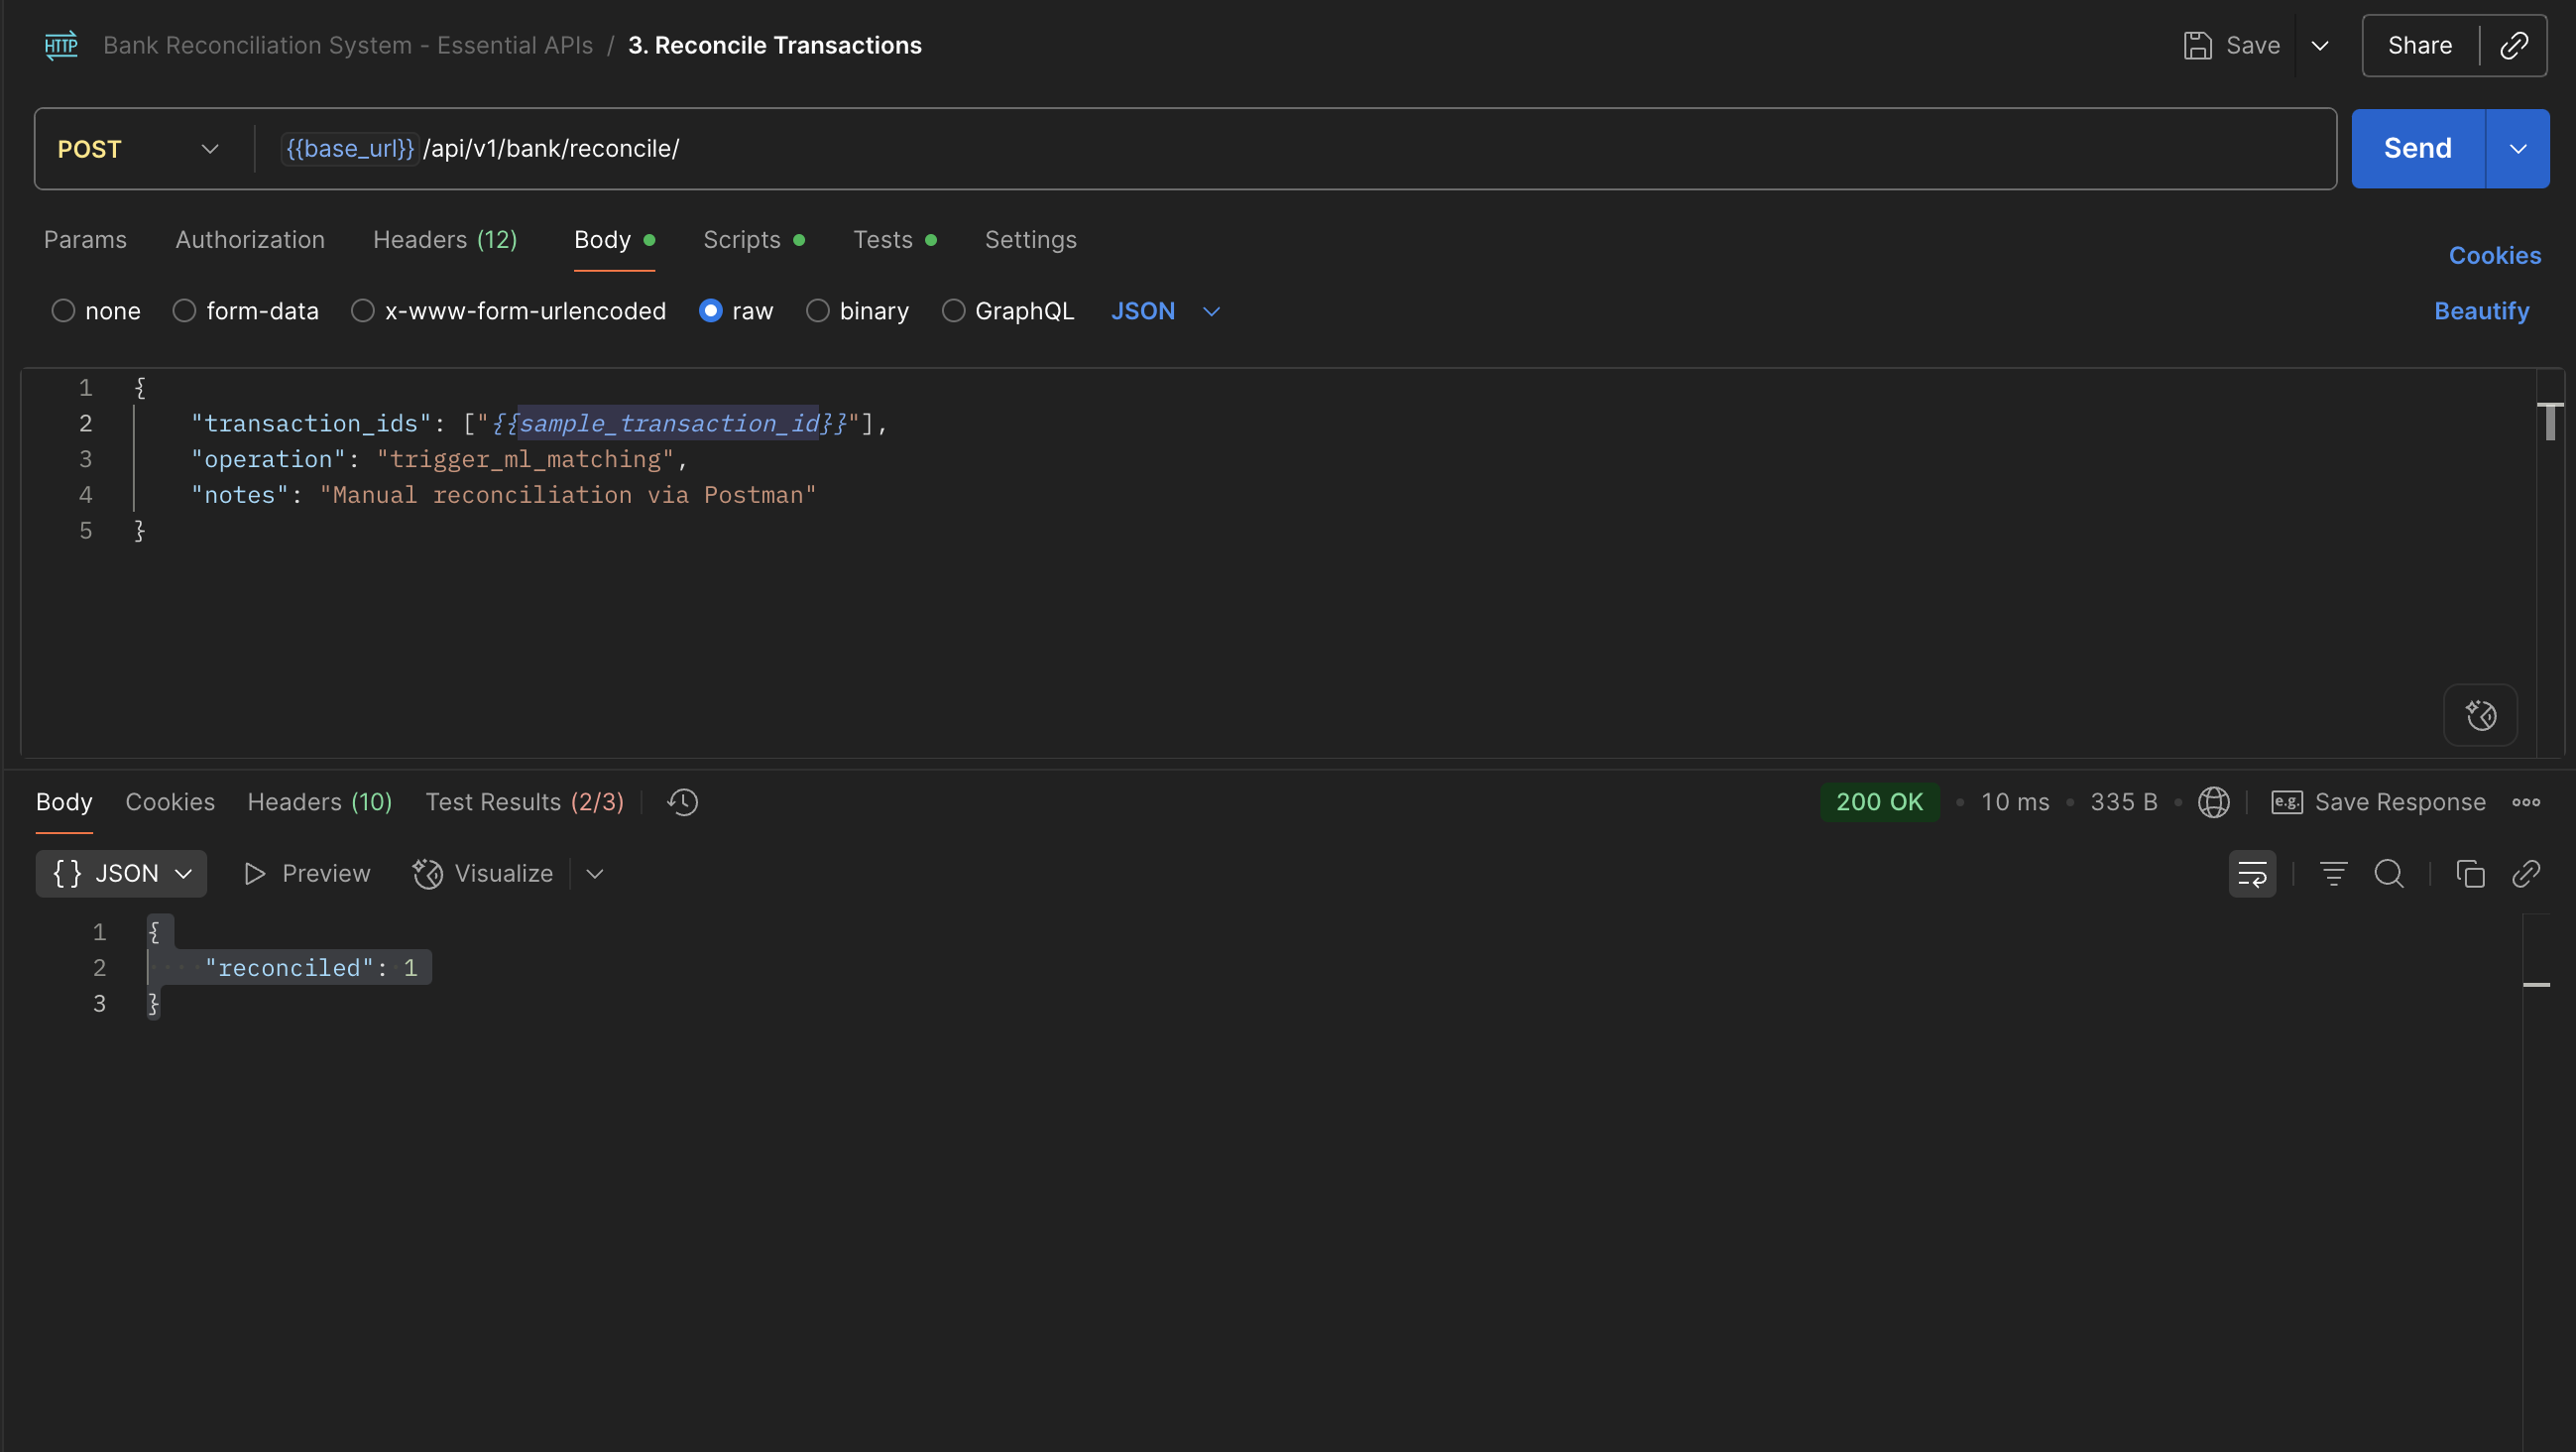 HTTP Bank Reconciliation System - Essential APIs / 3. Reconcile Transactions Save Share
POST {{base_url}} /api/v1/bank/reconcile/ Send
Params Authorization Headers (12) Body Scripts Tests Settings Cookies
none form-data x-www-form-urlencoded raw binary GraphQL JSON Beautify
1 {
2 "transaction_ids": ["{{sample_transaction_id}}"],
3 "operation": "trigger_ml_matching",
4 "notes": "Manual reconciliation via Postman"
5 }
Body Cookies Headers (10) Test Results (2/3) 200 OK • 10 ms • 335 B • e.g. Save Response
{} JSON Preview Visualize
1 {
2 "reconciled": 1
3 }